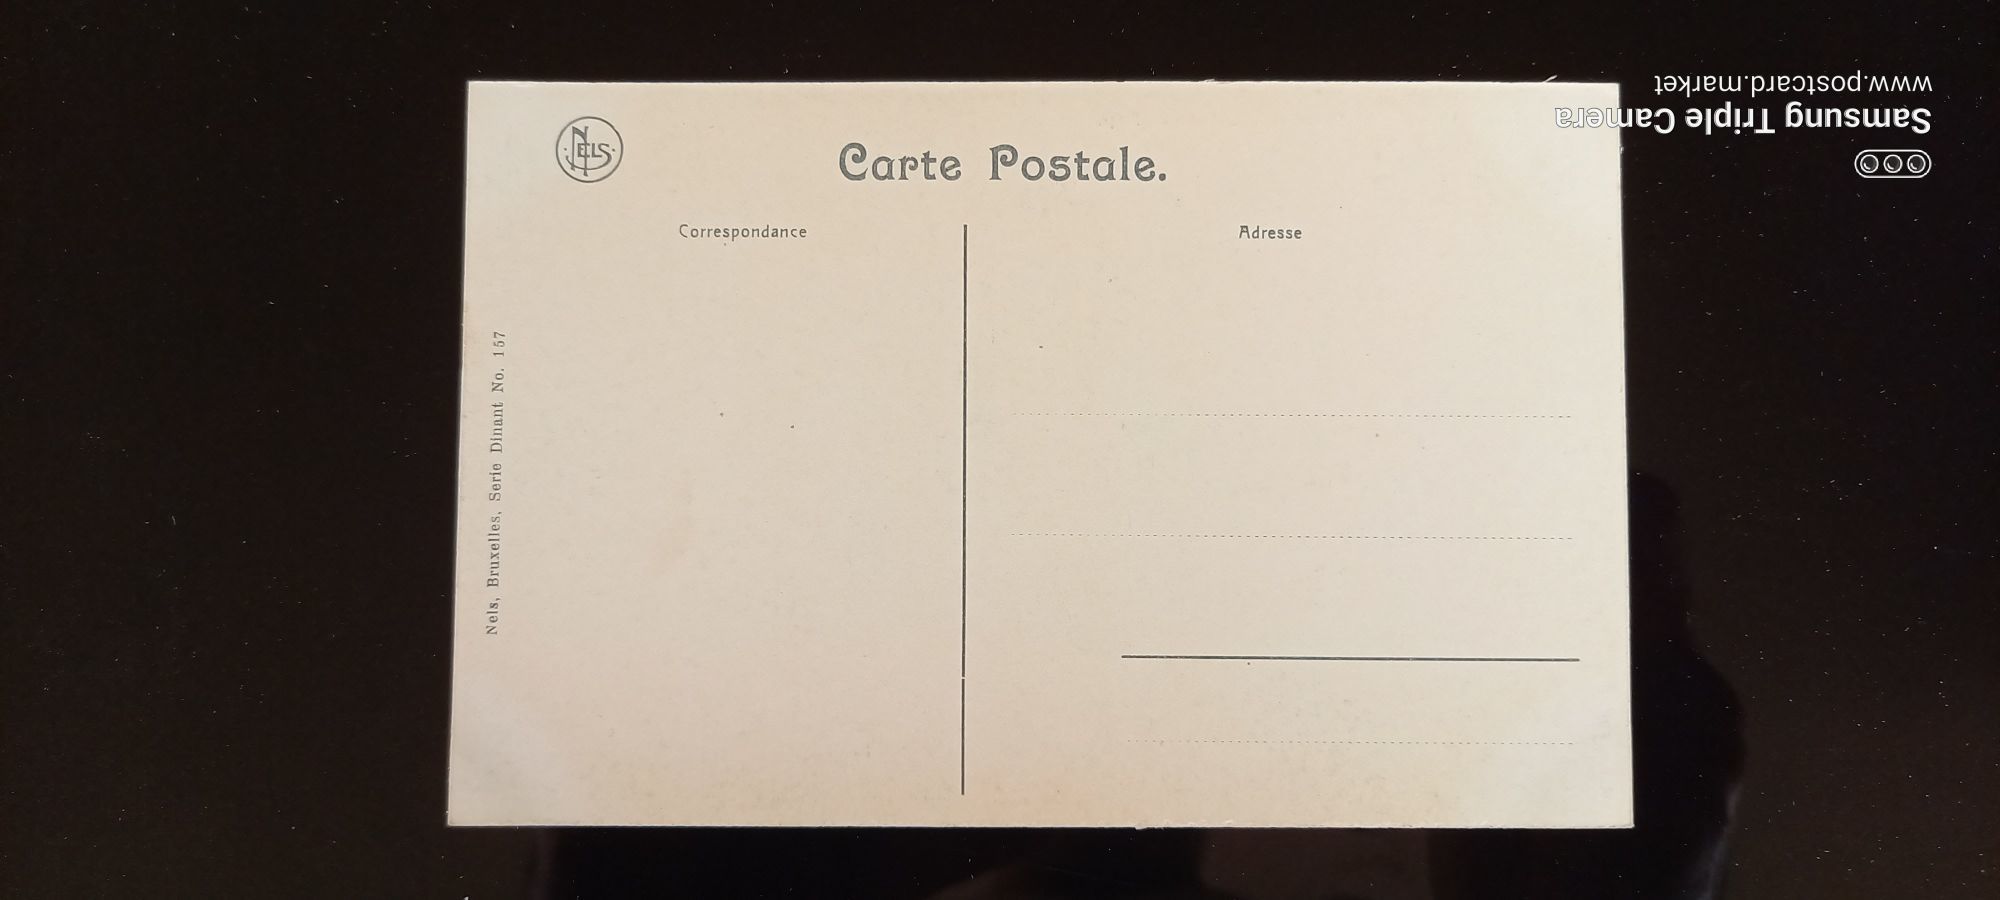 NELS
Carte Postale.
Correspondance
Adresse
Nels, Bruxelles, Serie Dinant No. 157
www.postcard.market
Samsung Triple Camera